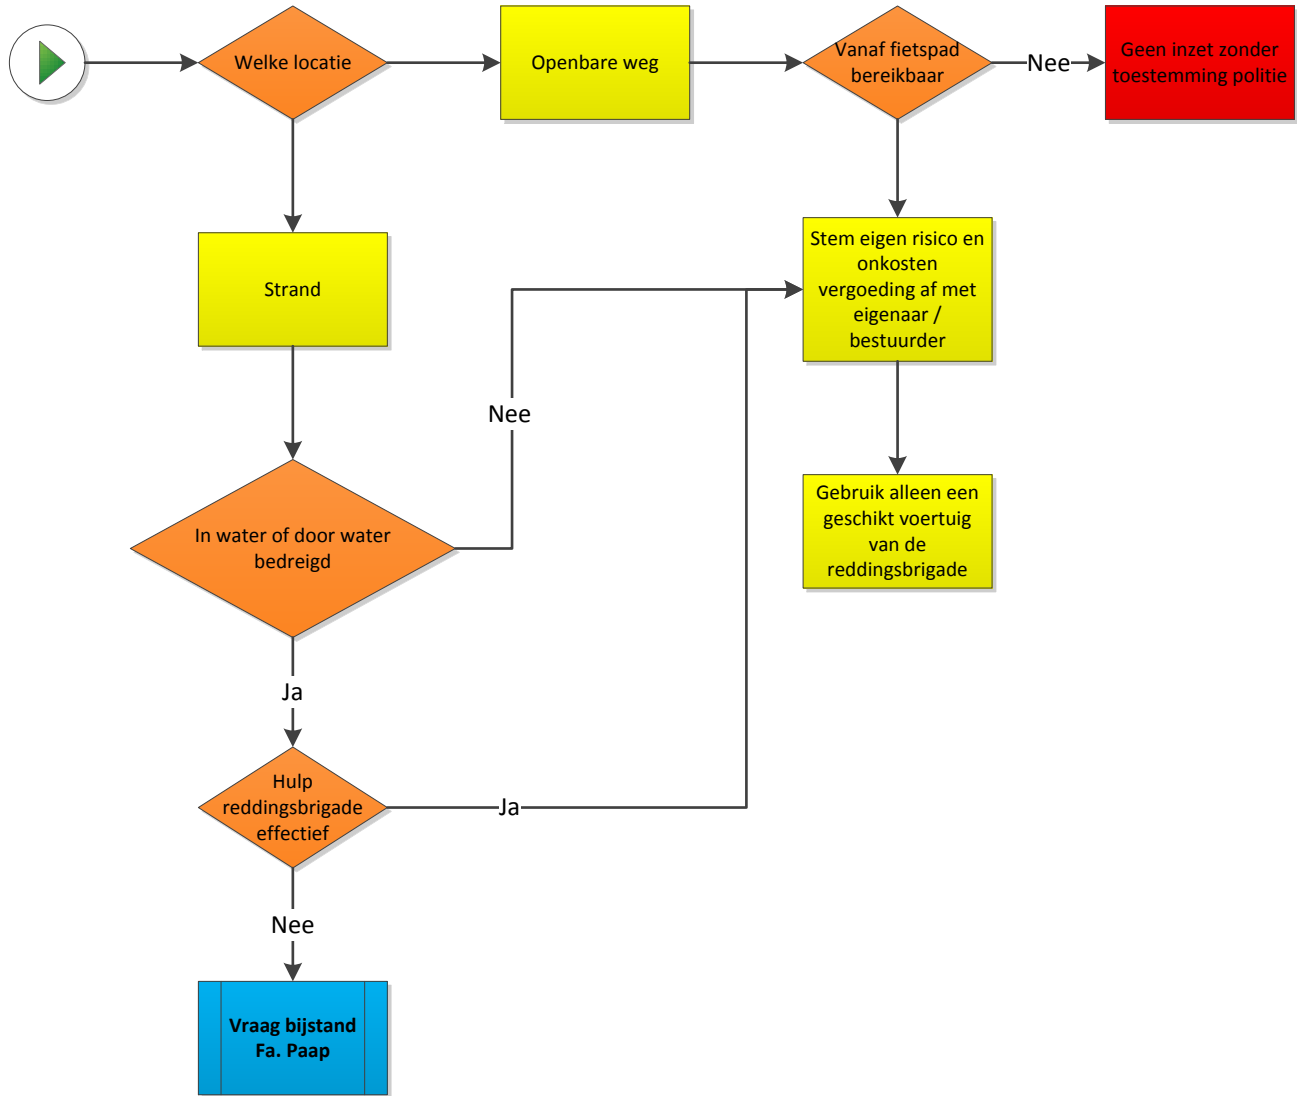 Welke locatie
Openbare weg
Vanaf fietspad
bereikbaar
Nee
Geen inzet zonder
toestemming politie
Strand
Stem eigen risico en
onkosten
vergoeding af met
eigenaar /
bestuurder
Nee
In water of door water
bedreigd
Gebruik alleen een
geschikt voertuig
van de
reddingsbrigade
Ja
Hulp
reddingsbrigade
effectief
Ja
Nee
Vraag bijstand
Fa. Paap